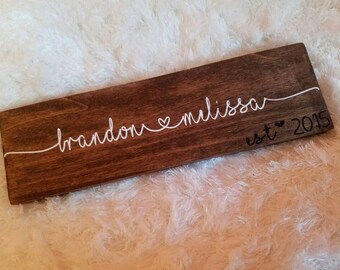 brandon ♡ melissa
est ♥ 2015